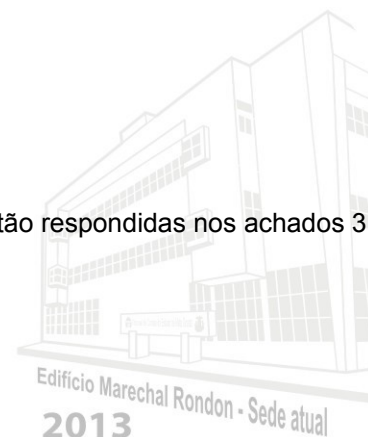 tão respondidas nos achados 3
Edifício Marechal Rondon - Sede atual
2013